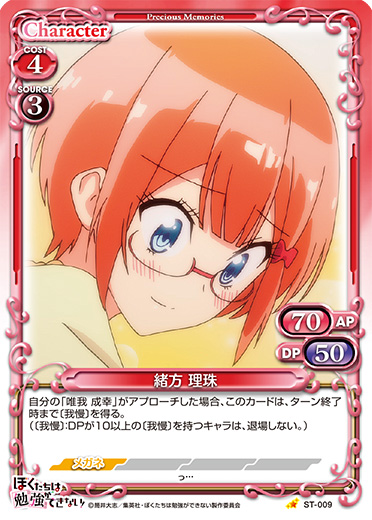 Precious Memories
Character
COST
4
SOURCE
3
70 AP
DP 50
緒方 理珠
自分の「唯我 成幸」がアプローチした場合、このカードは、ターン終了
時まで[我慢]を得る。
（[我慢]:DPが１０以上の[我慢]を持つキャラは、退場しない。）
メガネ
っ…
ぼくたちは
勉強ができない
©筒井大志／集英社・ぼくたちは勉強ができない製作委員会
ST-009